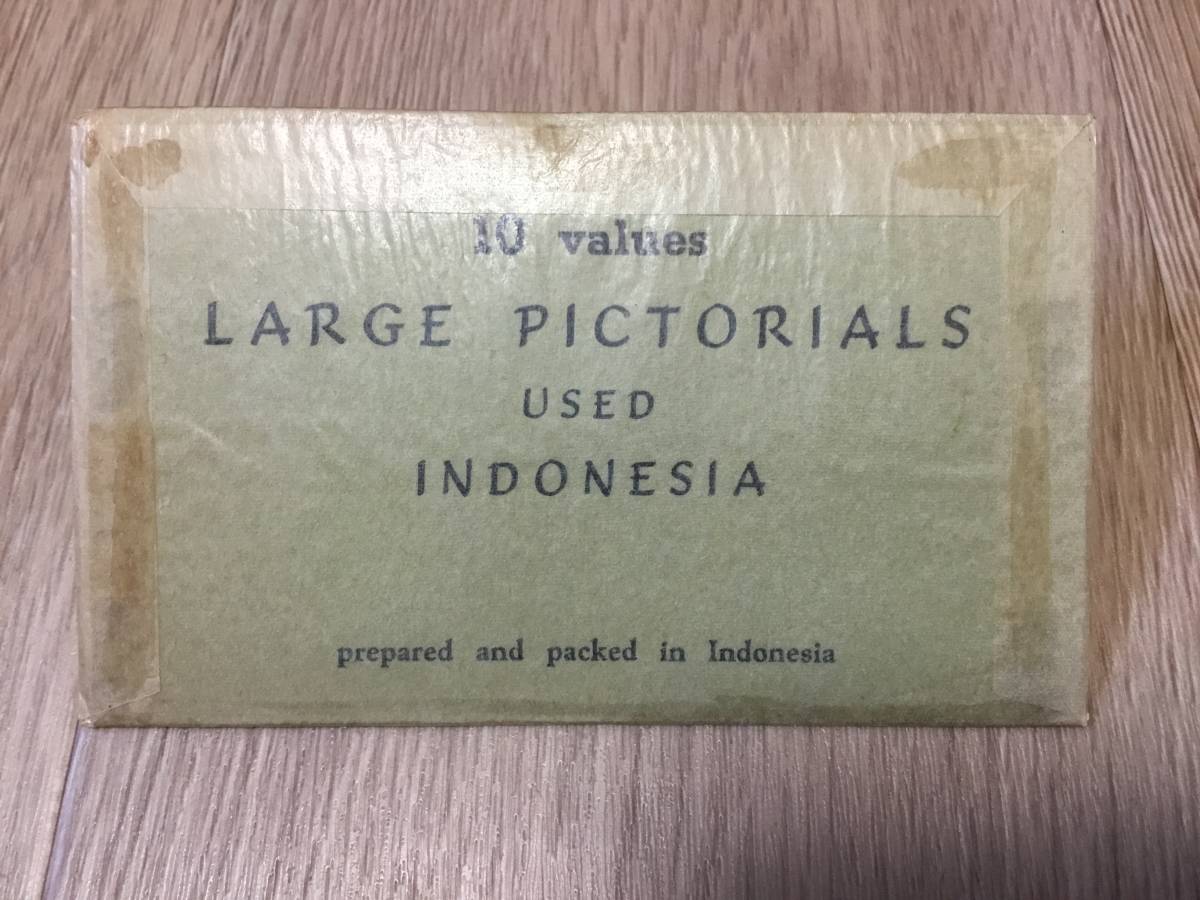 10 values
LARGE PICTORIALS
USED
INDONESIA
prepared and packed in Indonesia